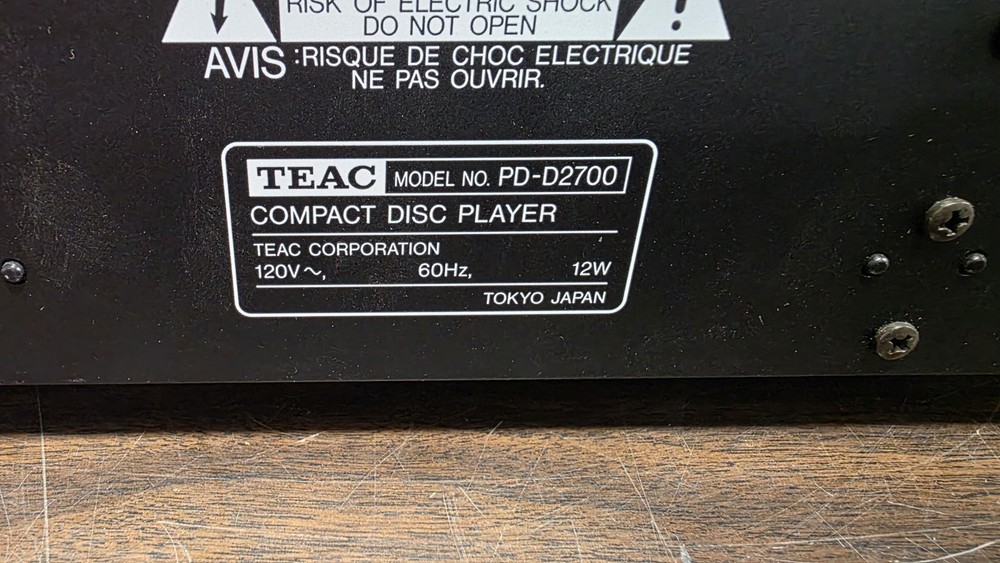 RISK OF ELECTRIC SHOCK
DO NOT OPEN
!
AVIS :RISQUE DE CHOC ELECTRIQUE
NE PAS OUVRIR.
TEAC MODEL NO. PD-D2700
COMPACT DISC PLAYER
TEAC CORPORATION
120V~, 60Hz, 12W
TOKYO JAPAN